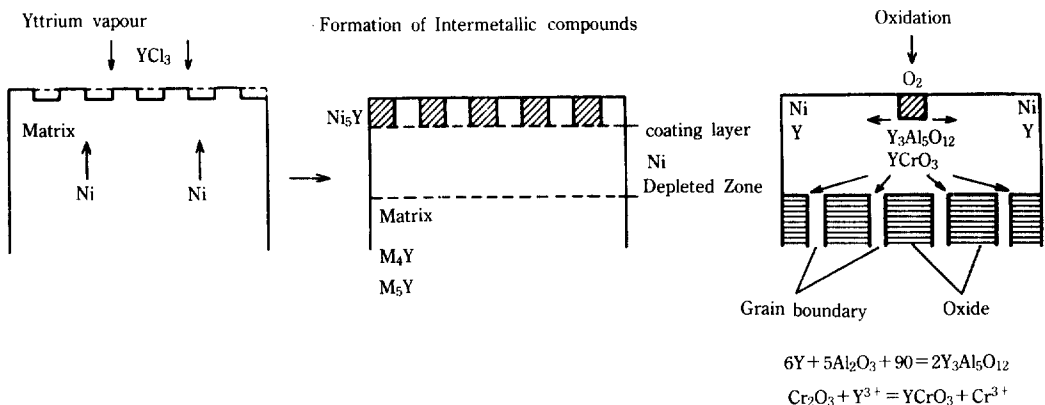 Yttrium vapour
YCl₃
Matrix
Ni
Ni
Formation of Intermetallic compounds
Ni₅Y
coating layer
Ni
Depleted Zone
Matrix
M₄Y
M₅Y
Oxidation
O₂
Ni
Ni
Y
Y
Y₃Al₅O₁₂
YCrO₃
Grain boundary
Oxide
6Y+5Al₂O₃+90=2Y₃Al₅O₁₂
Cr₂O₃+Y³⁺=YCrO₃+Cr³⁺